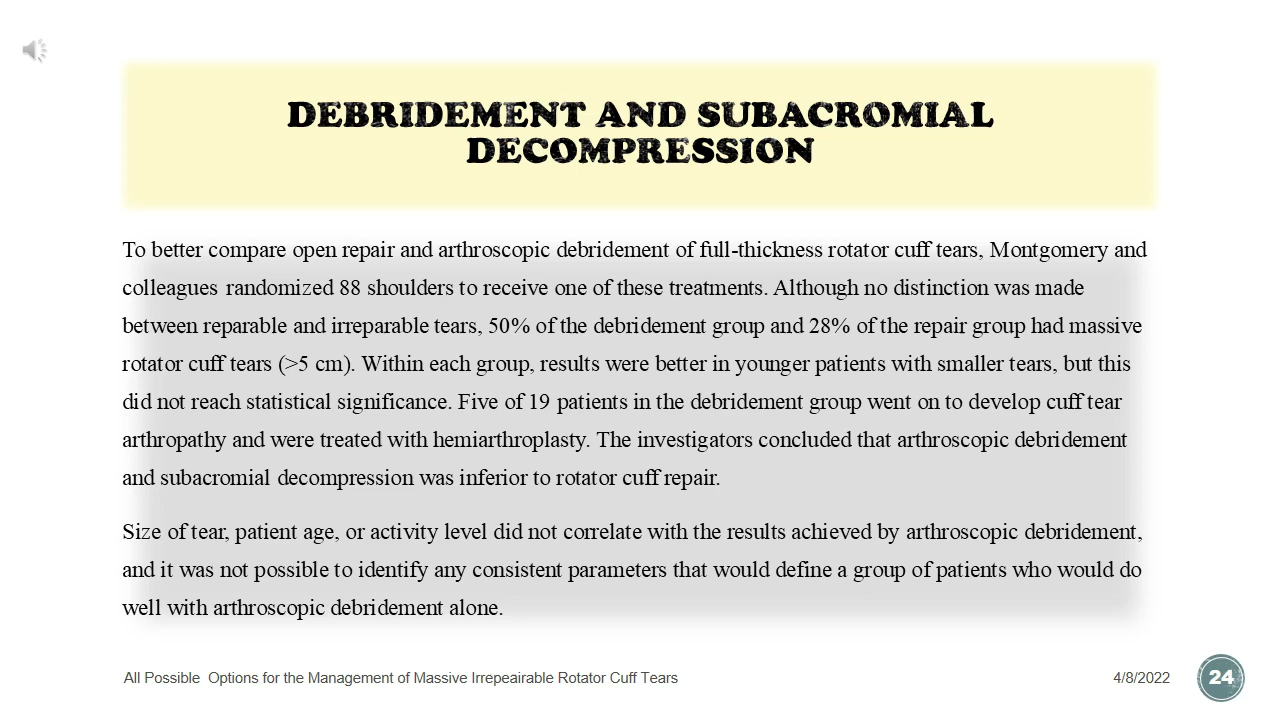 DEBRIDEMENT AND SUBACROMIAL
DECOMPRESSION
To better compare open repair and arthroscopic debridement of full-thickness rotator cuff tears, Montgomery and
colleagues randomized 88 shoulders to receive one of these treatments. Although no distinction was made
between reparable and irreparable tears, 50% of the debridement group and 28% of the repair group had massive
rotator cuff tears (>5 cm). Within each group, results were better in younger patients with smaller tears, but this
did not reach statistical significance. Five of 19 patients in the debridement group went on to develop cuff tear
arthropathy and were treated with hemiarthroplasty. The investigators concluded that arthroscopic debridement
and subacromial decompression was inferior to rotator cuff repair.
Size of tear, patient age, or activity level did not correlate with the results achieved by arthroscopic debridement,
and it was not possible to identify any consistent parameters that would define a group of patients who would do
well with arthroscopic debridement alone.
All Possible  Options for the Management of Massive Irrepeairable Rotator Cuff Tears
4/8/2022
24